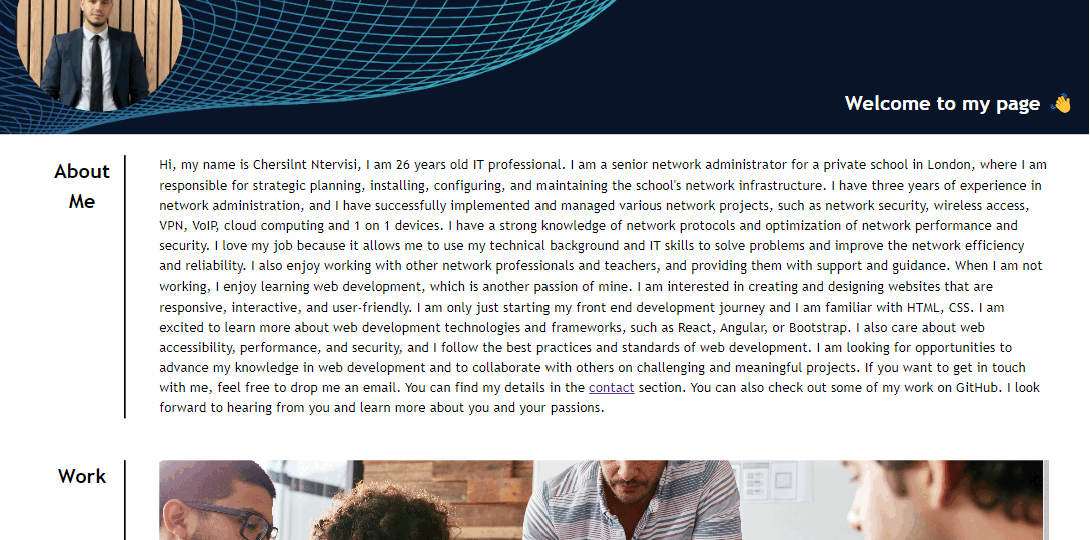 Welcome to my page 👋
About
Me
Hi, my name is Chersilnt Ntervisi, I am 26 years old IT professional. I am a senior network administrator for a private school in London, where I am
responsible for strategic planning, installing, configuring, and maintaining the school's network infrastructure. I have three years of experience in
network administration, and I have successfully implemented and managed various network projects, such as network security, wireless access,
VPN, VoIP, cloud computing and 1 on 1 devices. I have a strong knowledge of network protocols and optimization of network performance and
security. I love my job because it allows me to use my technical background and IT skills to solve problems and improve the network efficiency
and reliability. I also enjoy working with other network professionals and teachers, and providing them with support and guidance. When I am not
working, I enjoy learning web development, which is another passion of mine. I am interested in creating and designing websites that are
responsive, interactive, and user-friendly. I am only just starting my front end development journey and I am familiar with HTML, CSS. I am
excited to learn more about web development technologies and frameworks, such as React, Angular, or Bootstrap. I also care about web
accessibility, performance, and security, and I follow the best practices and standards of web development. I am looking for opportunities to
advance my knowledge in web development and to collaborate with others on challenging and meaningful projects. If you want to get in touch
with me, feel free to drop me an email. You can find my details in the contact section. You can also check out some of my work on GitHub. I look
forward to hearing from you and learn more about you and your passions.
Work